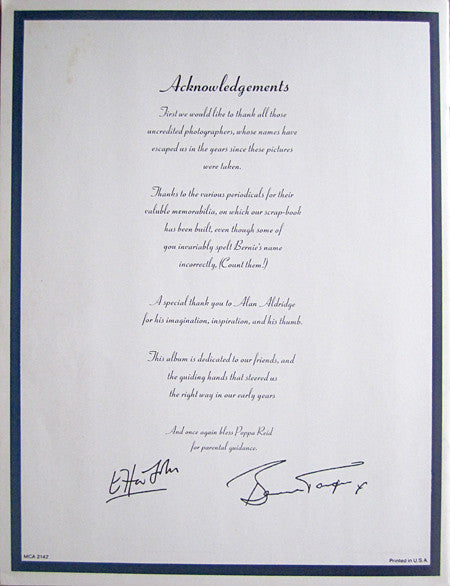 Acknowledgements
First we would like to thank all those
uncredited photographers, whose names have
escaped us in the years since these pictures
were taken.
Thanks to the various periodicals for their
valuble memorabilia, on which our scrap-book
has been built, even though some of
you invariably spelt Bernie's name
incorrectly, (Count them!)
A special thank you to Alan Aldridge
for his imagination, inspiration, and his thumb.
This album is dedicated to our friends, and
the guiding hands that steered us
the right way in our early years
And once again bless Poppa Reid
for parental guidance.
Elton John
Bernie Taupin x
MCA 2142
Printed in U.S.A.